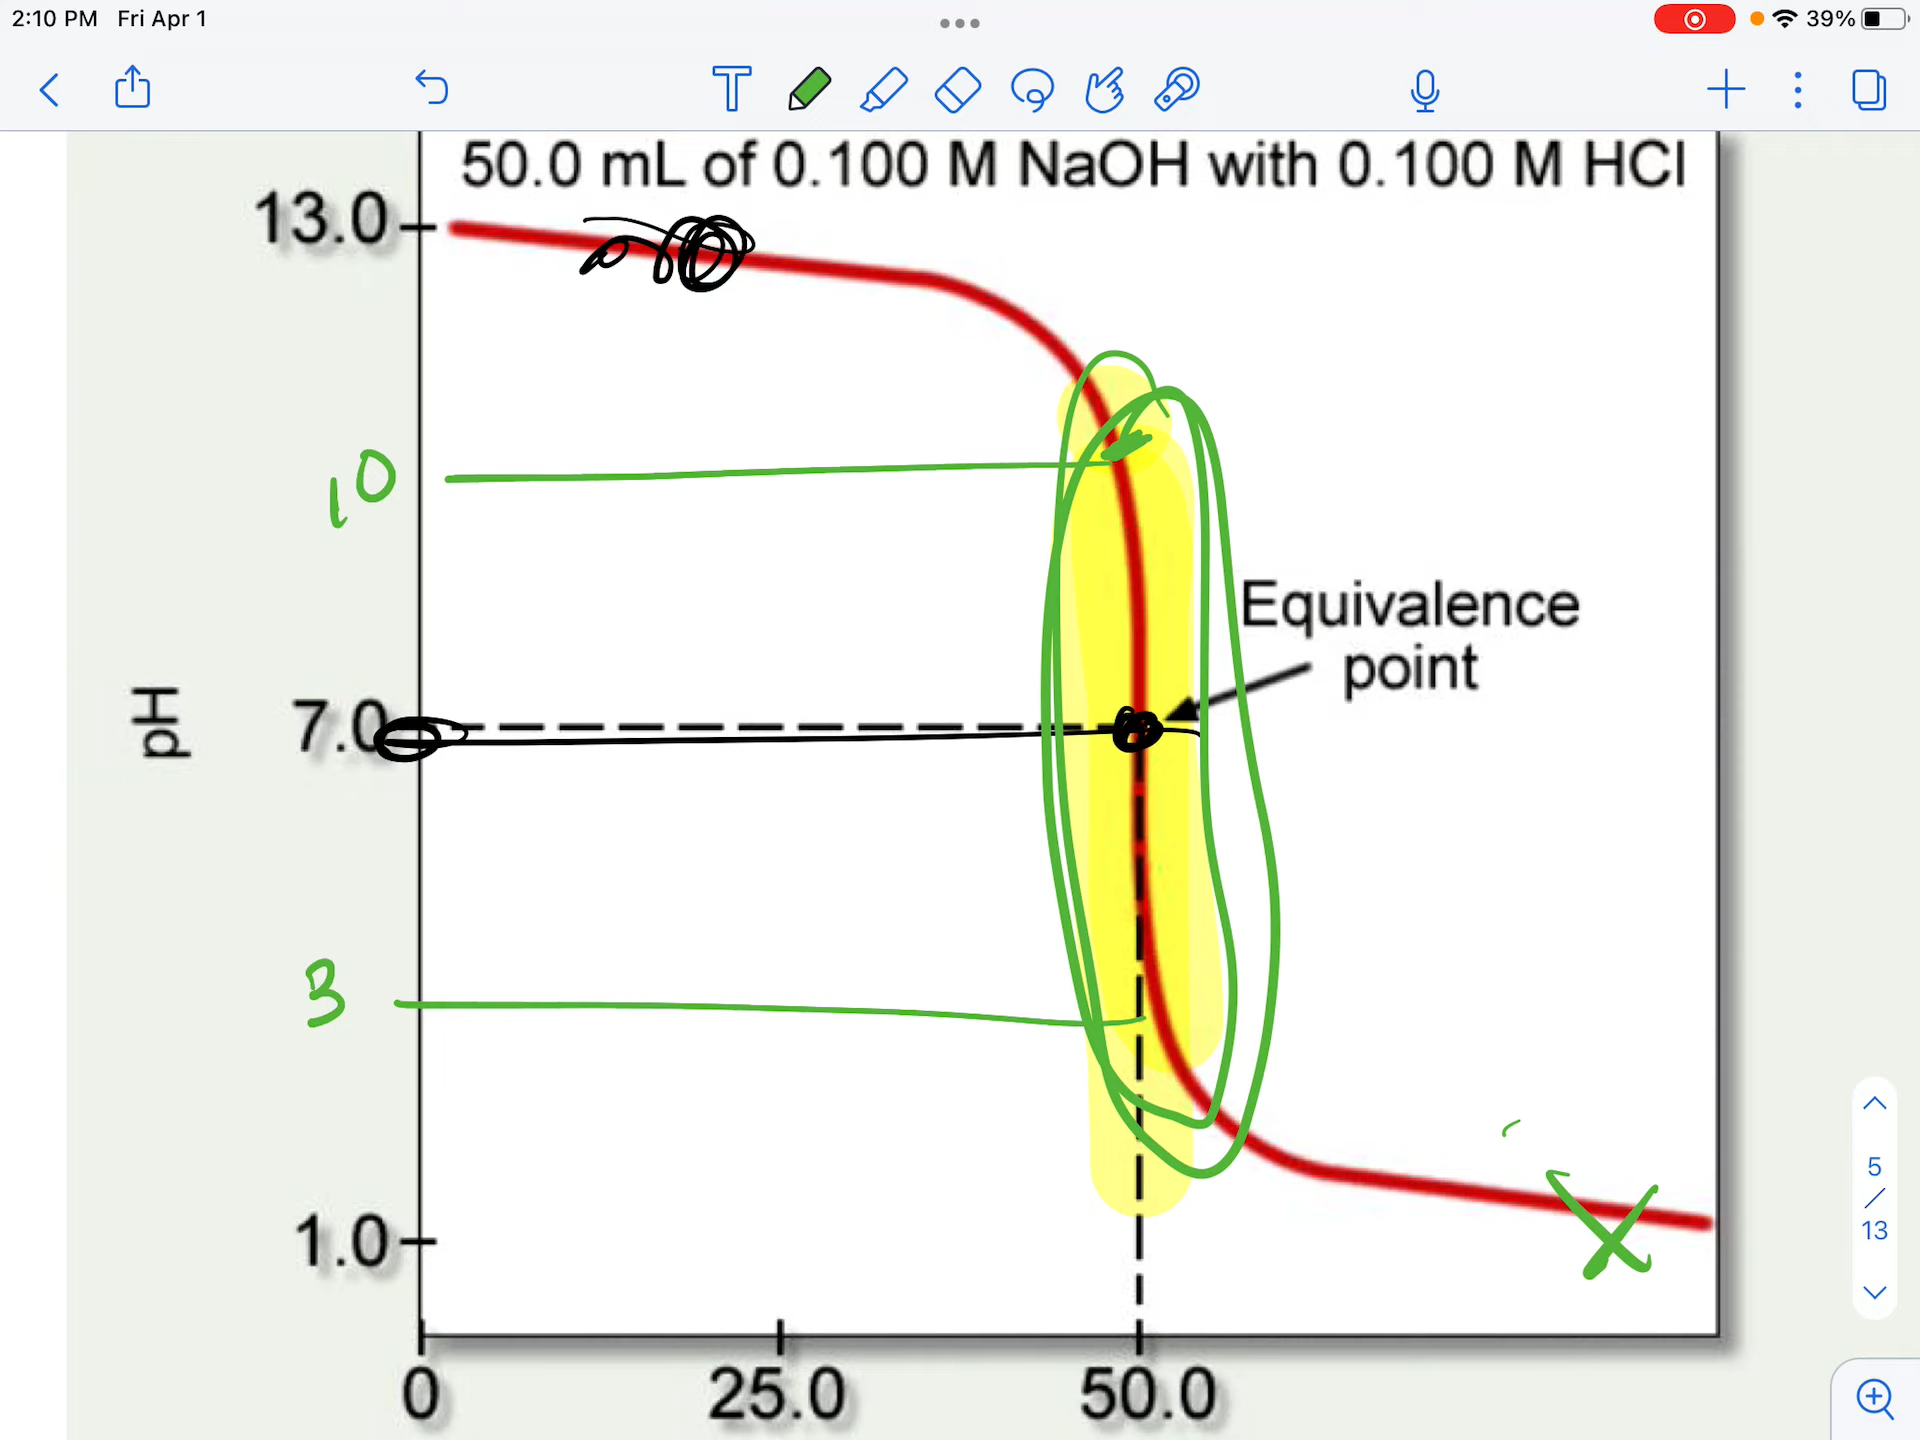 2:10 PM Fri Apr 1
39%
50.0 mL of 0.100 M NaOH with 0.100 M HCl
13.0
10
Equivalence
point
pH
7.0
3
5
/
13
1.0
0 25.0 50.0